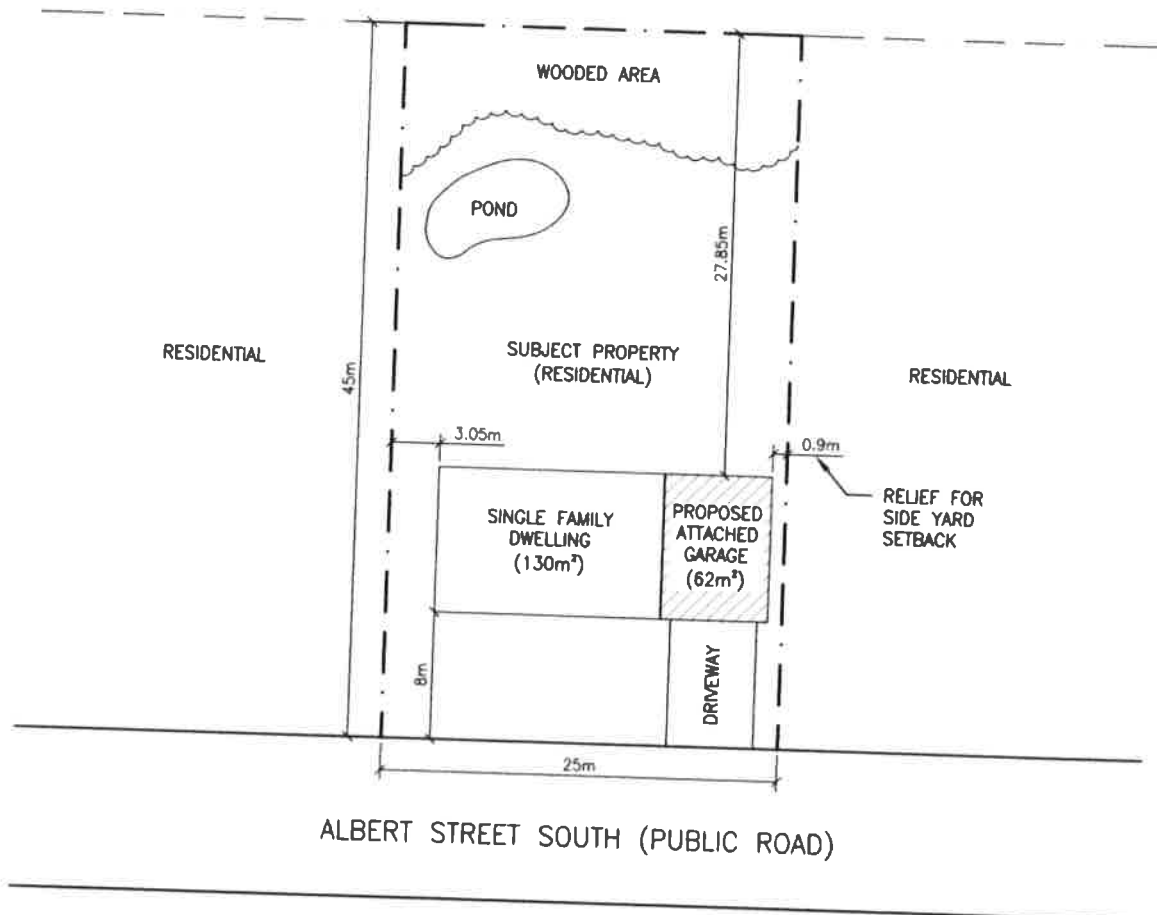 WOODED AREA
POND
27.85m
RESIDENTIAL
45m
SUBJECT PROPERTY
(RESIDENTIAL)
RESIDENTIAL
3.05m
0.9m
RELIEF FOR
SIDE YARD
SETBACK
SINGLE FAMILY
DWELLING
(130m²)
PROPOSED
ATTACHED
GARAGE
(62m²)
8m
DRIVEWAY
25m
ALBERT STREET SOUTH (PUBLIC ROAD)